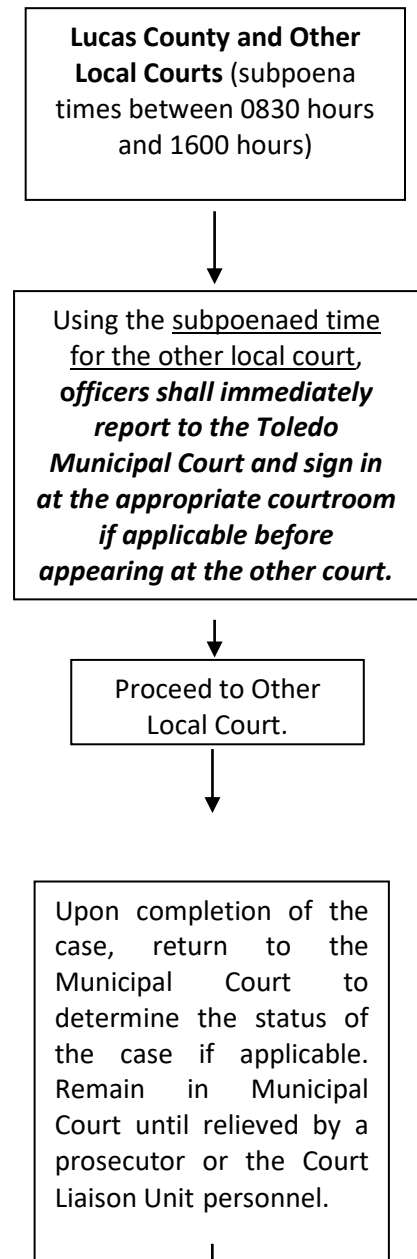 Lucas County and Other
Local Courts (subpoena
times between 0830 hours
and 1600 hours)
Using the subpoenaed time
for the other local court,
officers shall immediately
report to the Toledo
Municipal Court and sign in
at the appropriate courtroom
if applicable before
appearing at the other court.
Proceed to Other
Local Court.
Upon completion of the
case, return to the
Municipal Court to
determine the status of
the case if applicable.
Remain in Municipal
Court until relieved by a
prosecutor or the Court
Liaison Unit personnel.